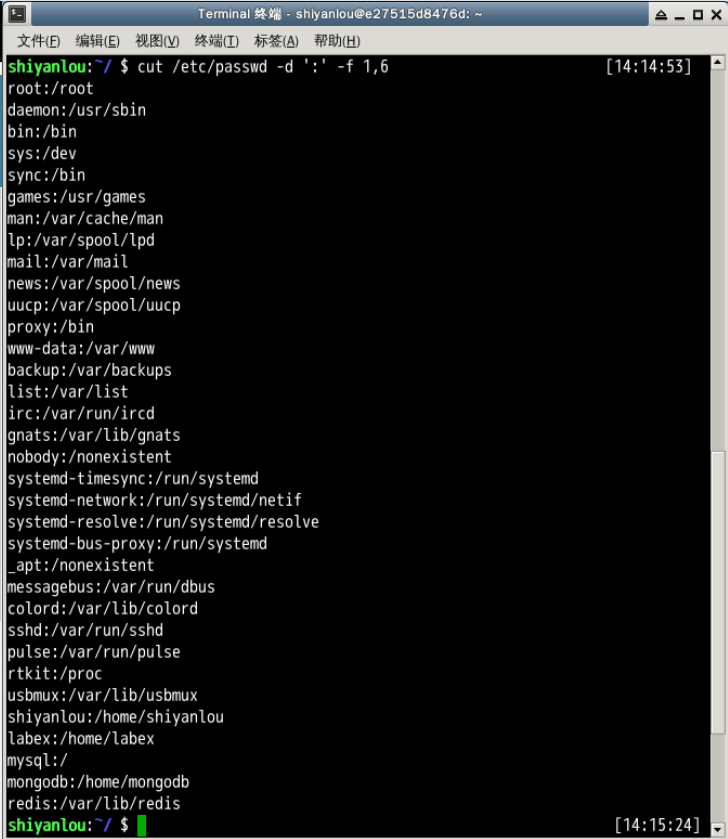 Terminal 终端 - shiyanlou@e27515d8476d: ~
文件(F) 编辑(E) 视图(V) 终端(T) 标签(A) 帮助(H)
shiyanlou:~/ $ cut /etc/passwd -d ':' -f 1,6 [14:14:53]
root:/root
daemon:/usr/sbin
bin:/bin
sys:/dev
sync:/bin
games:/usr/games
man:/var/cache/man
lp:/var/spool/lpd
mail:/var/mail
news:/var/spool/news
uucp:/var/spool/uucp
proxy:/bin
www-data:/var/www
backup:/var/backups
list:/var/list
irc:/var/run/ircd
gnats:/var/lib/gnats
nobody:/nonexistent
systemd-timesync:/run/systemd
systemd-network:/run/systemd/netif
systemd-resolve:/run/systemd/resolve
systemd-bus-proxy:/run/systemd
_apt:/nonexistent
messagebus:/var/run/dbus
colord:/var/lib/colord
sshd:/var/run/sshd
pulse:/var/run/pulse
rtkit:/proc
usbmux:/var/lib/usbmux
shiyanlou:/home/shiyanlou
labex:/home/labex
mysql:/
mongodb:/home/mongodb
redis:/var/lib/redis
shiyanlou:~/ $ [14:15:24]